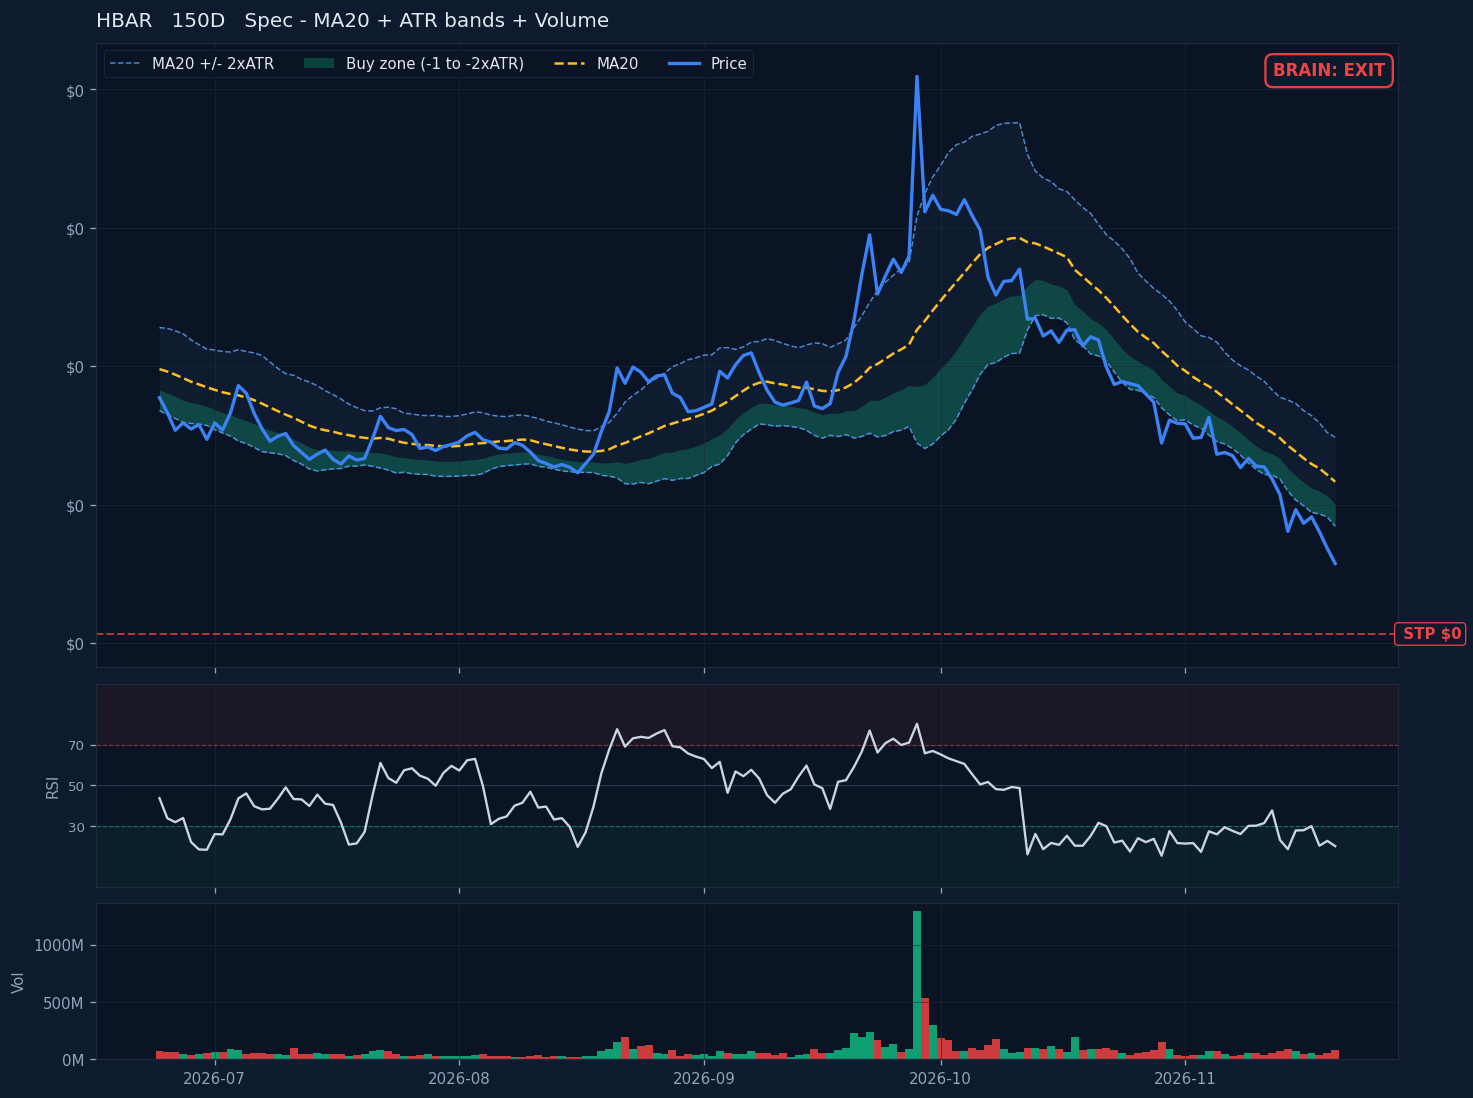 HBAR   150D   Spec - MA20 + ATR bands + Volume
MA20 +/- 2xATR
Buy zone (-1 to -2xATR)
MA20
Price
BRAIN: EXIT
$0
$0
$0
$0
$0
STP $0
RSI
70
50
30
Vol
1000M
500M
0M
2026-07
2026-08
2026-09
2026-10
2026-11